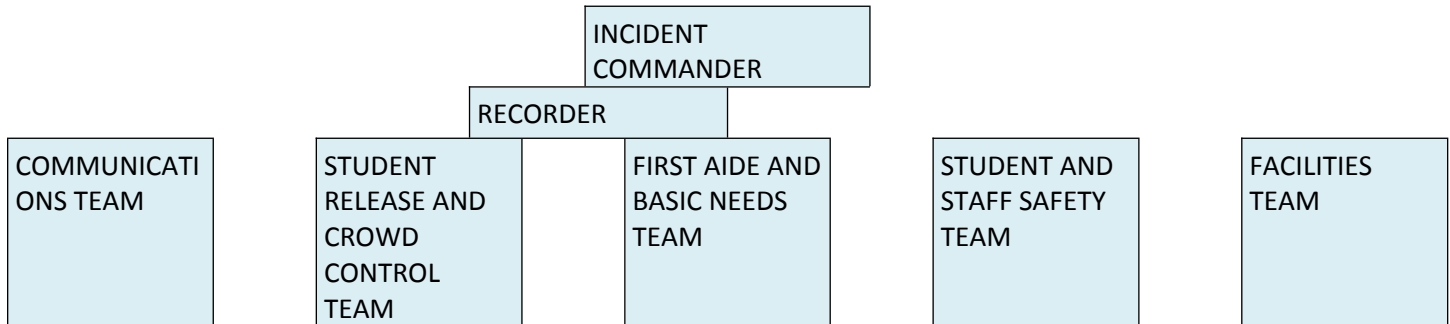 INCIDENT
COMMANDER
RECORDER
COMMUNICATI
ONS TEAM
STUDENT
RELEASE AND
CROWD
CONTROL
TEAM
FIRST AIDE AND
BASIC NEEDS
TEAM
STUDENT AND
STAFF SAFETY
TEAM
FACILITIES
TEAM